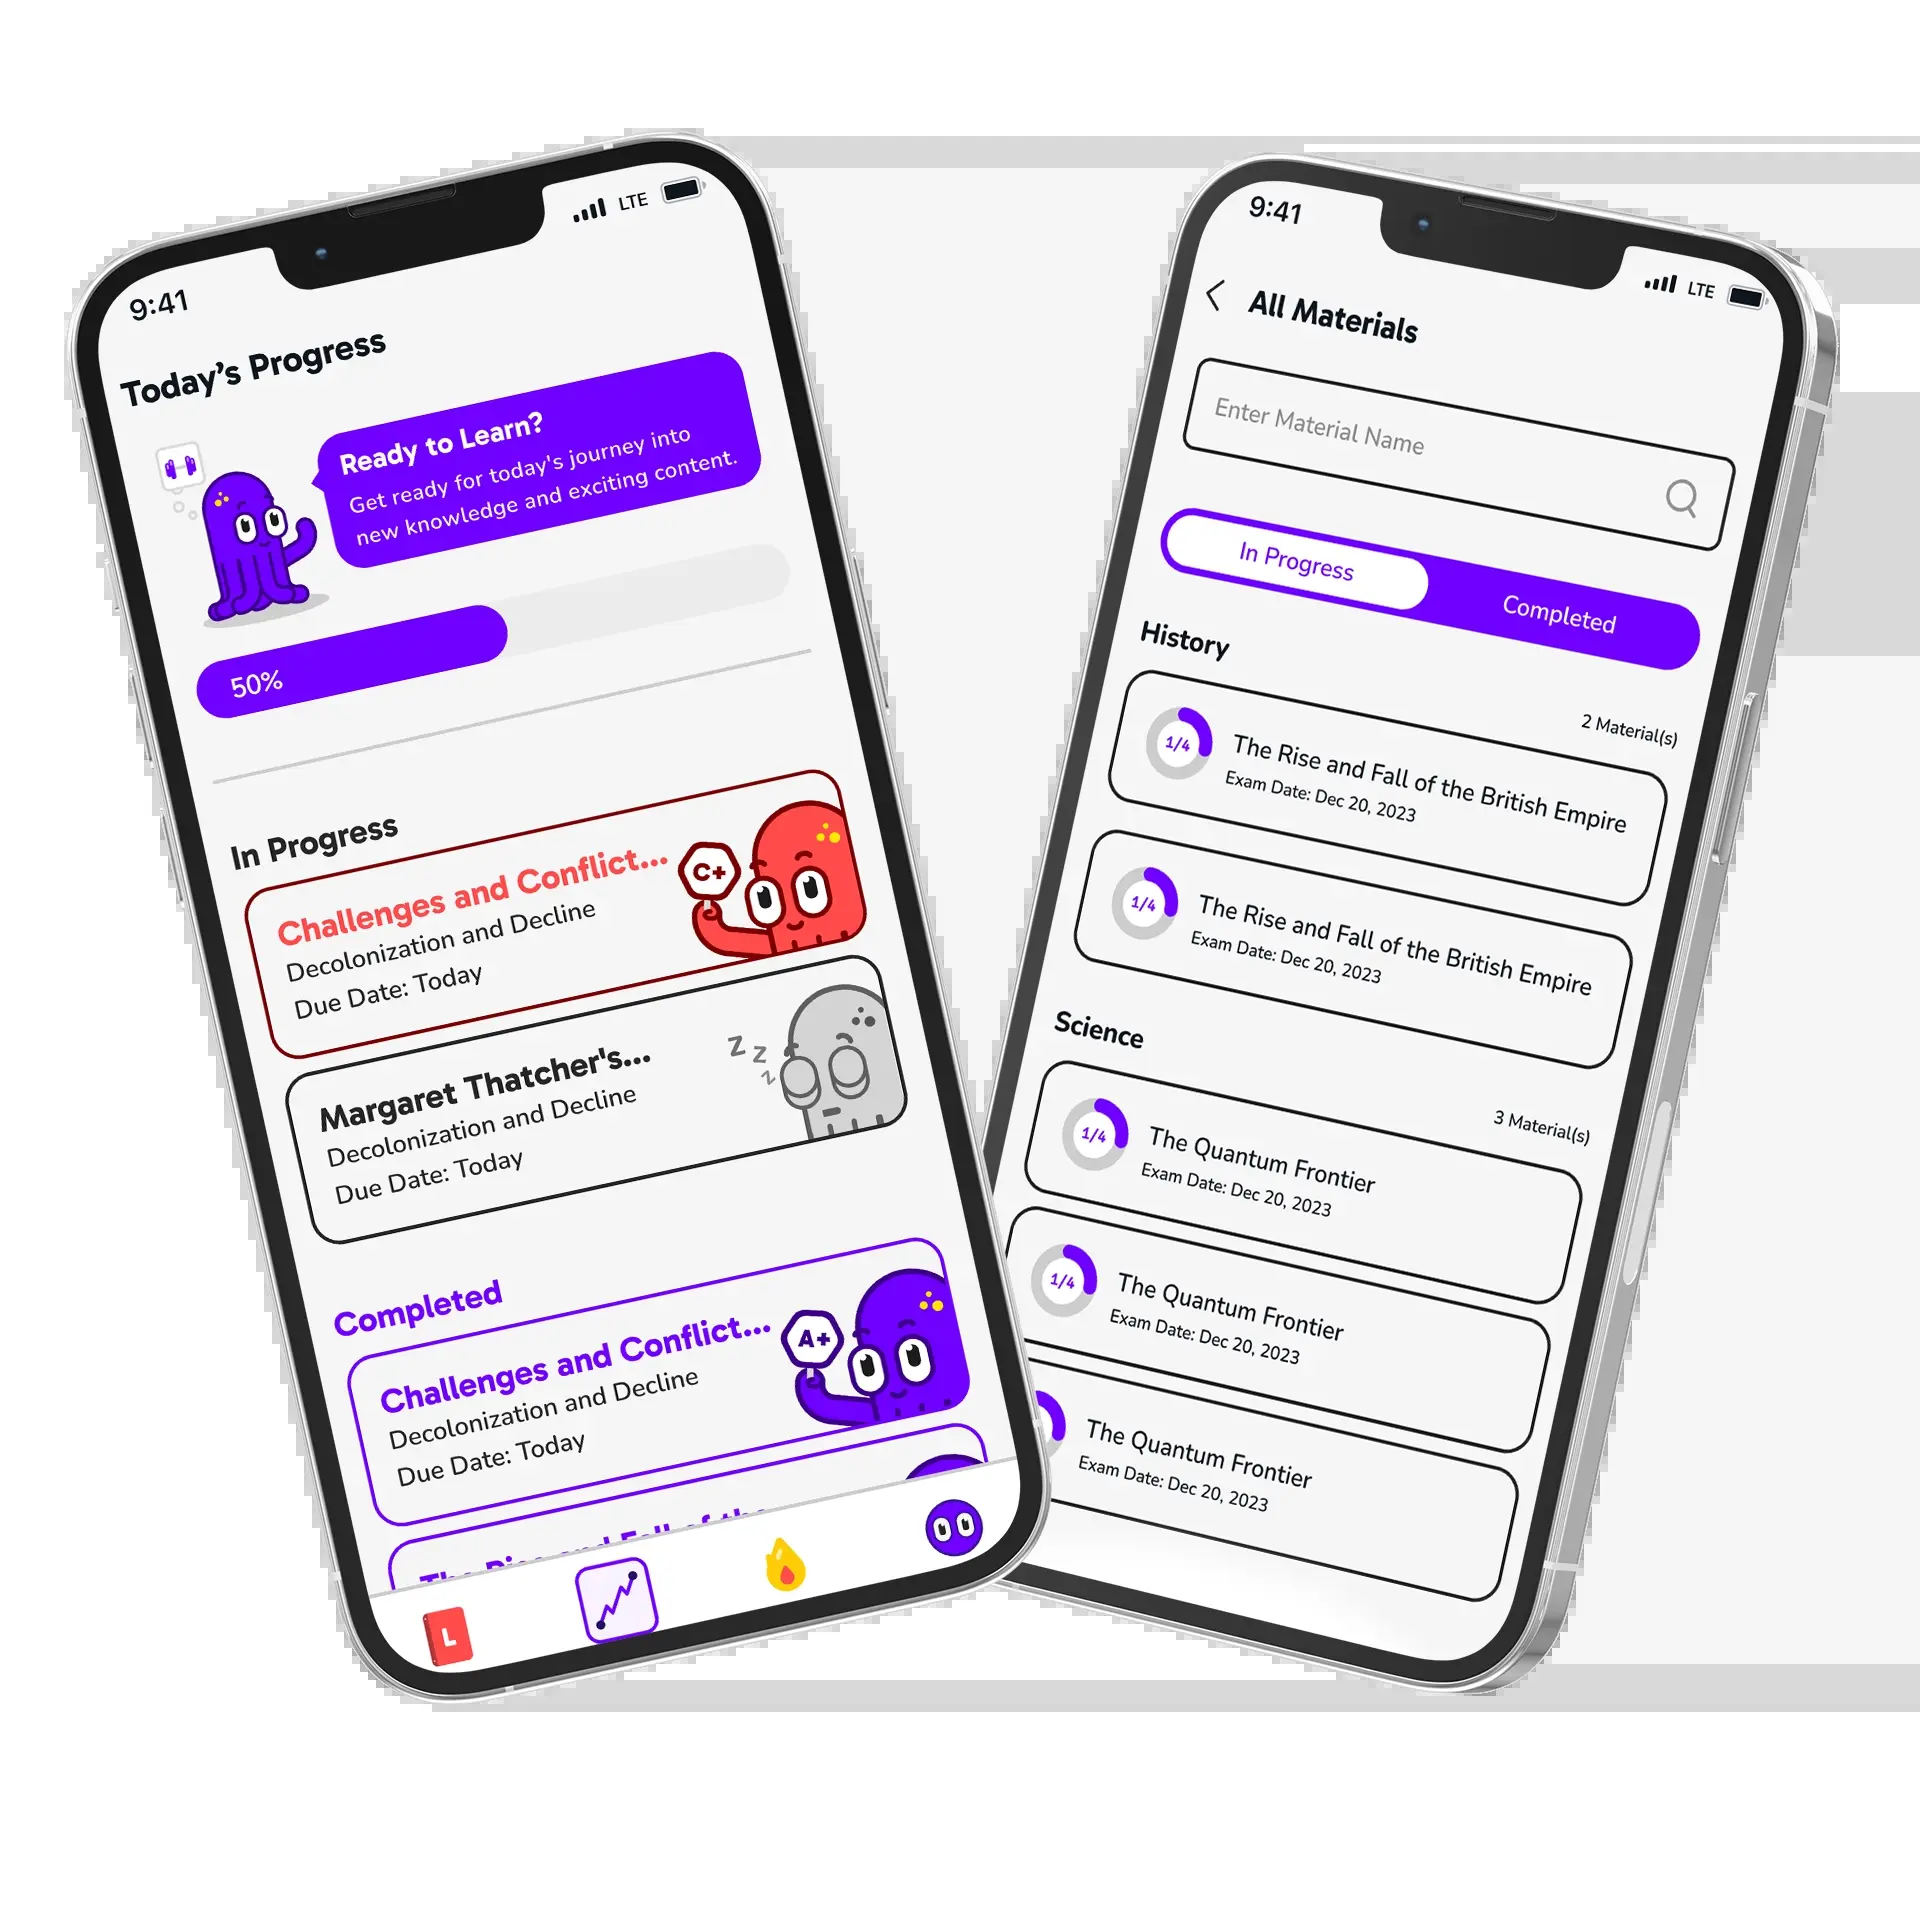 9:41
LTE
Today's Progress
Ready to Learn?
Get ready for today's journey into
new knowledge and exciting content.
50%
In Progress
Challenges and Conflict...
Decolonization and Decline
Due Date: Today
C+
Margaret Thatcher's...
Decolonization and Decline
Due Date: Today
z z z
Completed
Challenges and Conflict...
Decolonization and Decline
Due Date: Today
A+
The Rise and Fall of the
L
9:41
LTE
All Materials
Enter Material Name
In Progress
Completed
History
2 Material(s)
1/4
The Rise and Fall of the British Empire
Exam Date: Dec 20, 2023
1/4
The Rise and Fall of the British Empire
Exam Date: Dec 20, 2023
Science
3 Material(s)
1/4
The Quantum Frontier
Exam Date: Dec 20, 2023
1/4
The Quantum Frontier
Exam Date: Dec 20, 2023
The Quantum Frontier
Exam Date: Dec 20, 2023